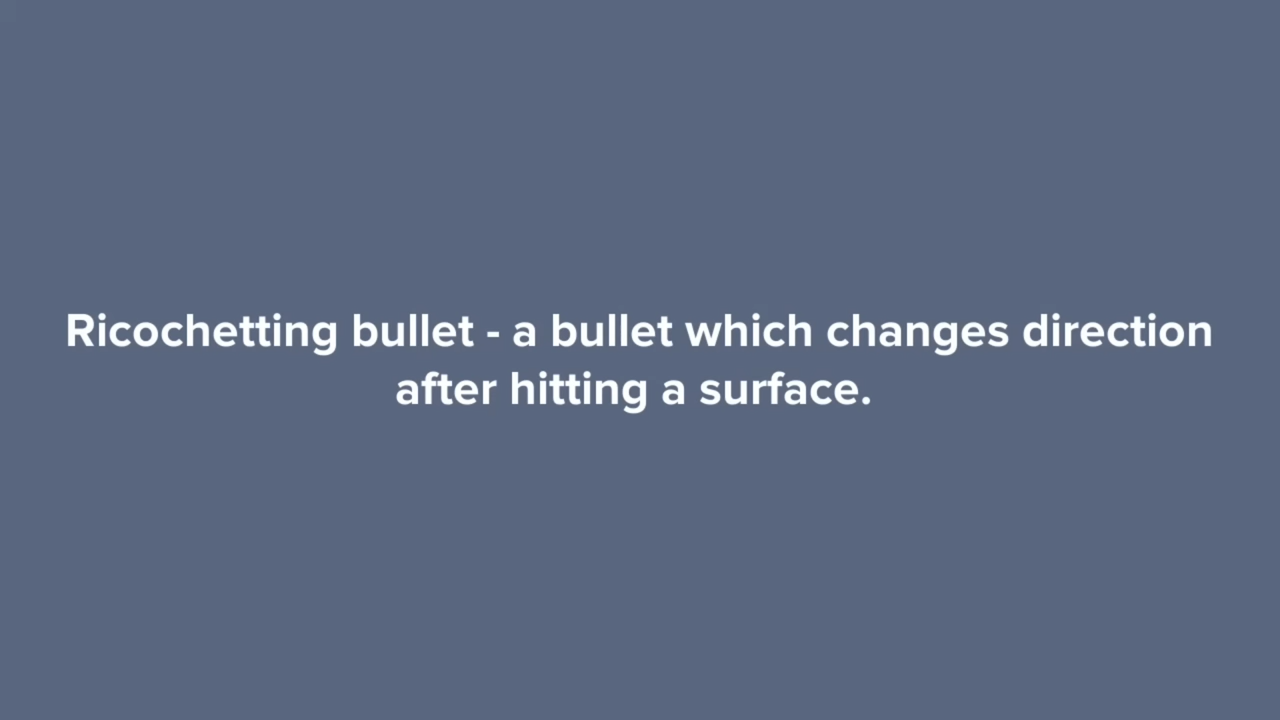 Ricochetting bullet - a bullet which changes direction
after hitting a surface.